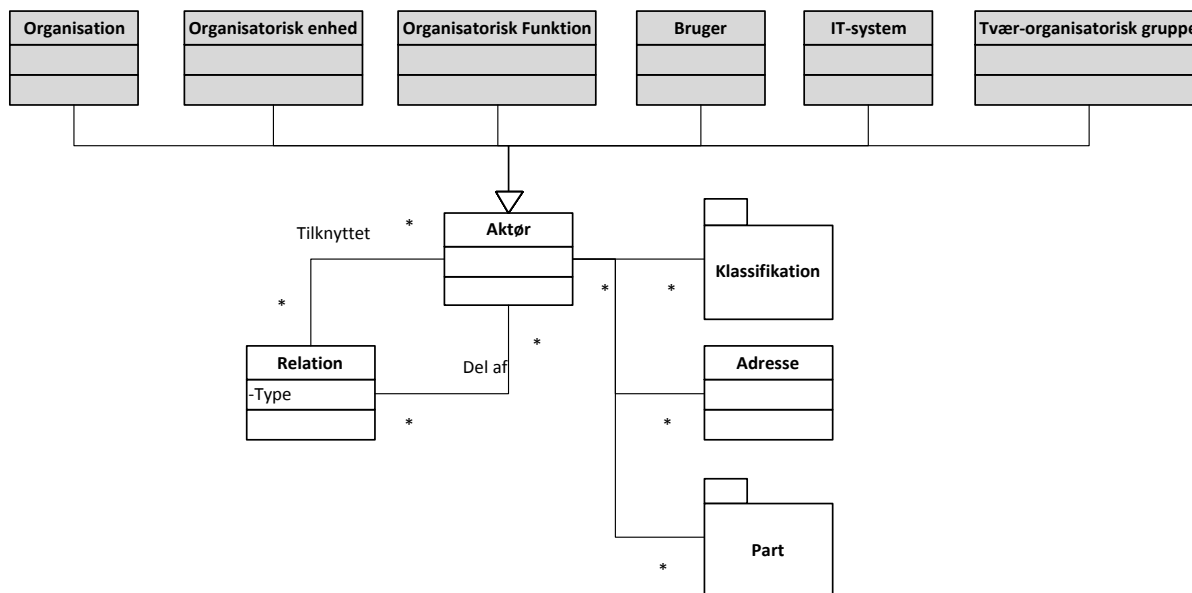 Organisation
Organisatorisk enhed
Organisatorisk Funktion
Bruger
IT-system
Tvær-organisatorisk gruppe
Tilknyttet
*
Aktør
Klassifikation
*
*
*
*
Relation
-Type
Del af
*
Adresse
*
Part
*